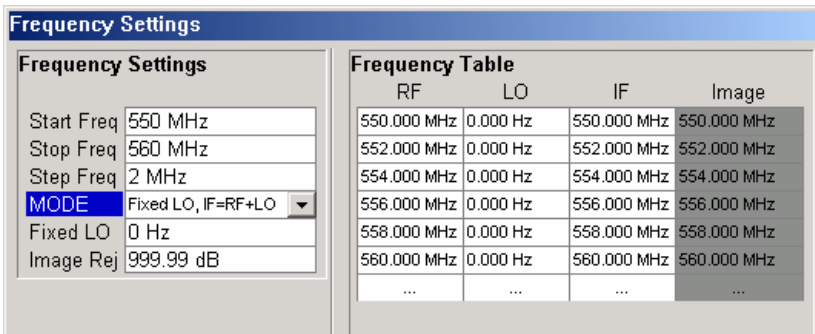 Frequency Settings
Frequency Settings
Start Freq 550 MHz
Stop Freq 560 MHz
Step Freq 2 MHz
MODE Fixed LO, IF=RF+LO
Fixed LO 0 Hz
Image Rej 999.99 dB
Frequency Table
RF LO IF Image
550.000 MHz 0.000 Hz 550.000 MHz 550.000 MHz
552.000 MHz 0.000 Hz 552.000 MHz 552.000 MHz
554.000 MHz 0.000 Hz 554.000 MHz 554.000 MHz
556.000 MHz 0.000 Hz 556.000 MHz 556.000 MHz
558.000 MHz 0.000 Hz 558.000 MHz 558.000 MHz
560.000 MHz 0.000 Hz 560.000 MHz 560.000 MHz
... ... ... ...